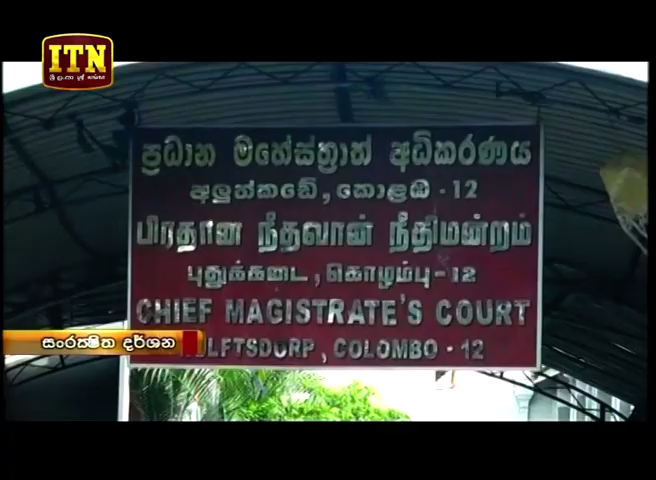 ITN
ප්‍රධාන මහේස්ත්‍රාත් අධිකරණය
අලුත්කඩේ, කොළඹ - 12
பிரதான நீதவான் நீதிமன்றம்
புதுக்கடை, கொழும்பு - 12
CHIEF MAGISTRATE'S COURT
COLOMBO - 12
සංරක්ෂිත දර්ශන